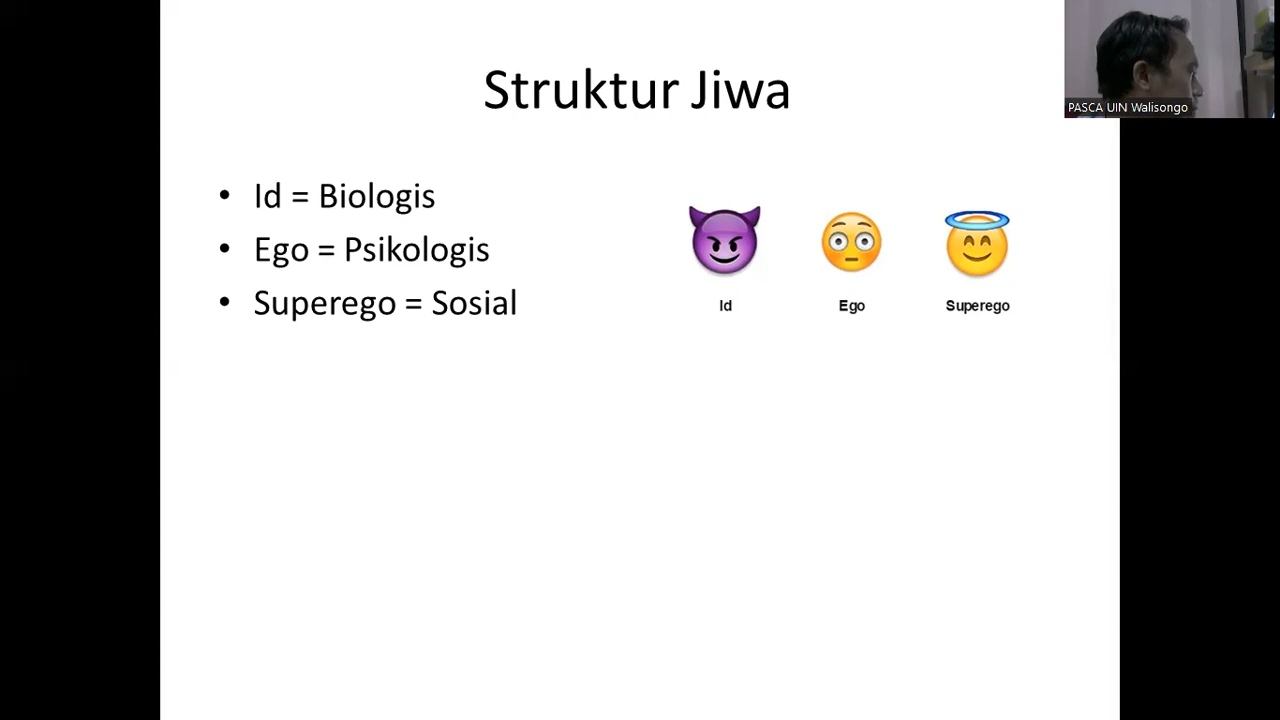 Struktur Jiwa
PASCA UIN Walisongo
• Id = Biologis
• Ego = Psikologis
• Superego = Sosial
Id
Ego
Superego